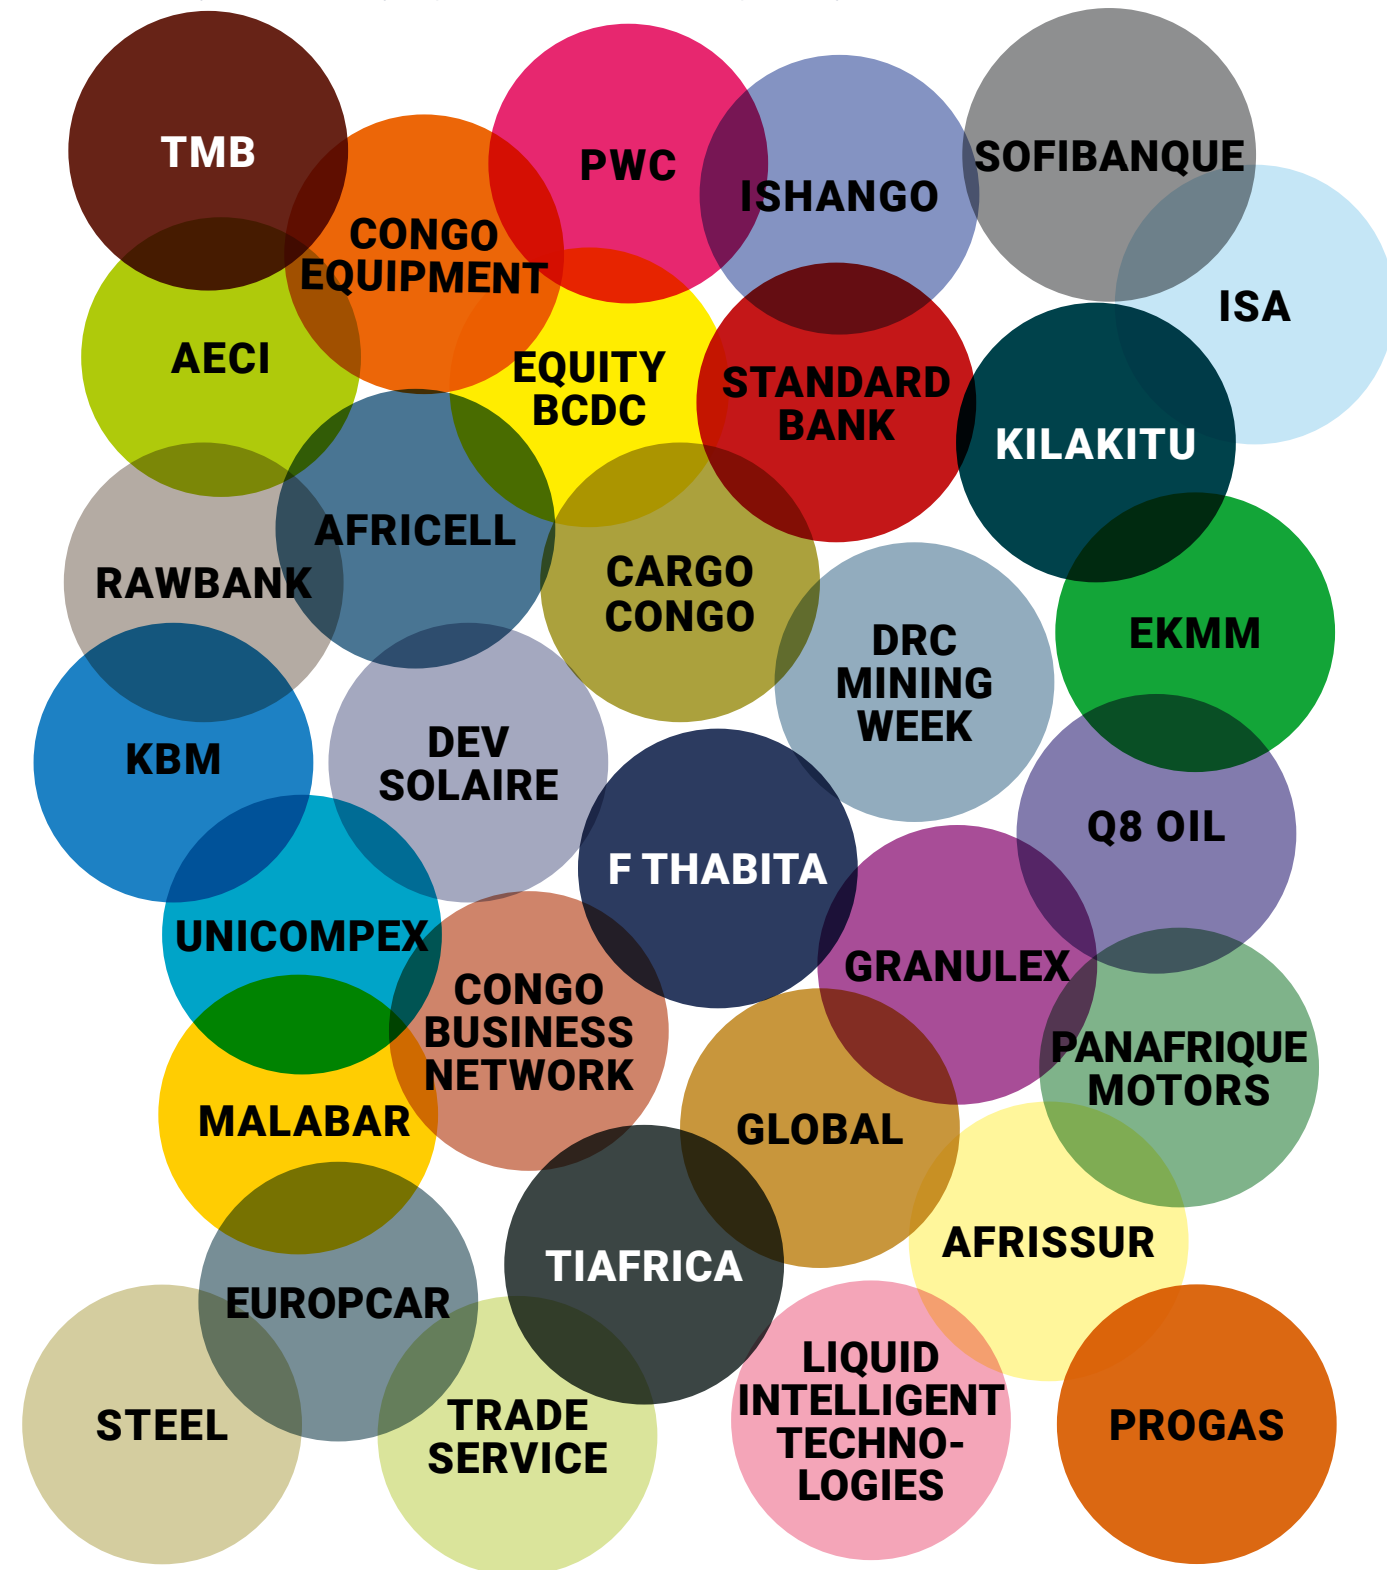 TMB
PWC
ISHANGO
SOFIBANQUE
CONGO
EQUIPMENT
ISA
AECI
EQUITY
BCDC
STANDARD
BANK
KILAKITU
AFRICELL
RAWBANK
CARGO
CONGO
DRC
MINING
WEEK
EKMM
KBM
DEV
SOLAIRE
F THABITA
Q8 OIL
UNICOMPEX
CONGO
BUSINESS
NETWORK
GRANULEX
PANAFRIQUE
MOTORS
MALABAR
GLOBAL
TIAFRICA
AFRISSUR
EUROPCAR
STEEL
TRADE
SERVICE
LIQUID
INTELLIGENT
TECHNO-
LOGIES
PROGAS